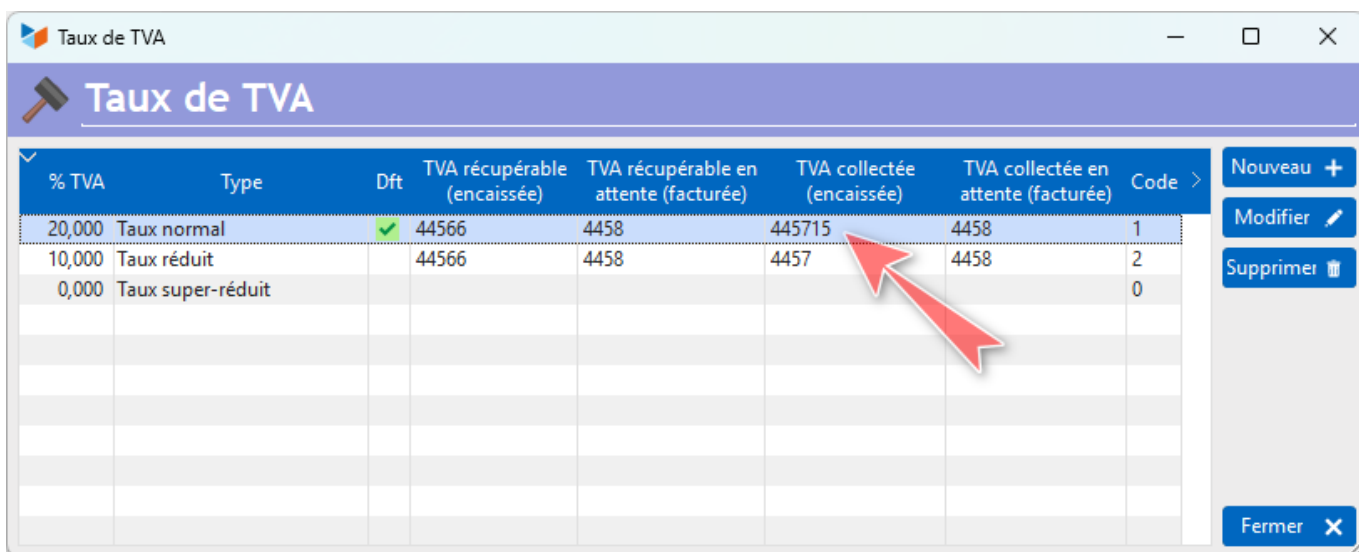 Taux de TVA
Taux de TVA
% TVA Type Dft TVA récupérable (encaissée) TVA récupérable en attente (facturée) TVA collectée (encaissée) TVA collectée en attente (facturée) Code
20,000 Taux normal 44566 4458 445715 4458 1
10,000 Taux réduit 44566 4458 4457 4458 2
0,000 Taux super-réduit 0
Nouveau
Modifier
Supprimer
Fermer